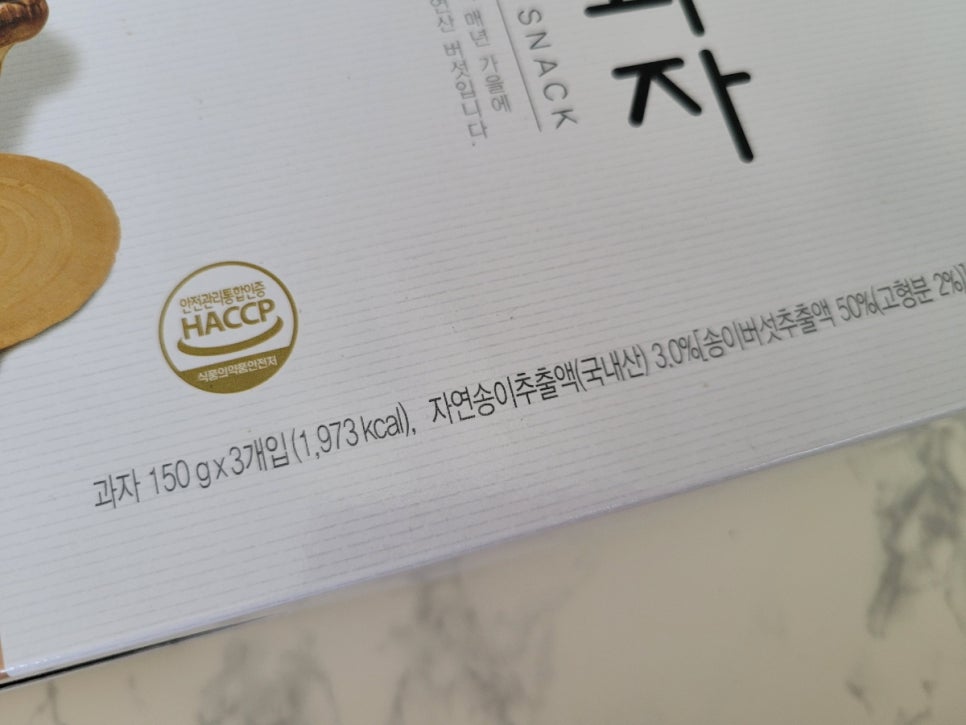 자
SNACK
매년 가을에
버섯입니다.
안전관리통합인증
HACCP
식품의약품안전처
과자 150 g x 3개입 (1,973 kcal), 자연송이추출액(국내산) 3.0%[송이버섯추출액 50%(고형분 2%)